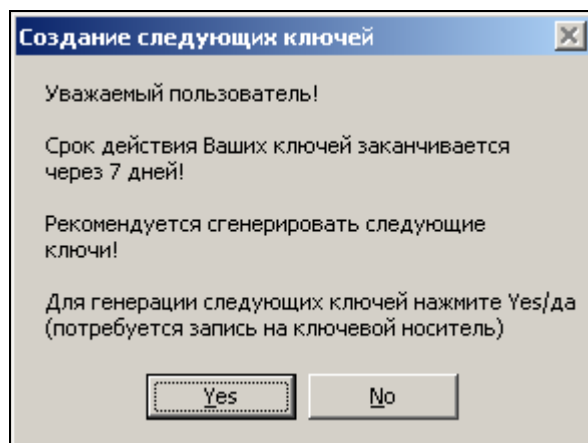 Создание следующих ключей
Уважаемый пользователь!
Срок действия Ваших ключей заканчивается
через 7 дней!
Рекомендуется сгенерировать следующие
ключи!
Для генерации следующих ключей нажмите Yes/да
(потребуется запись на ключевой носитель)
Yes No